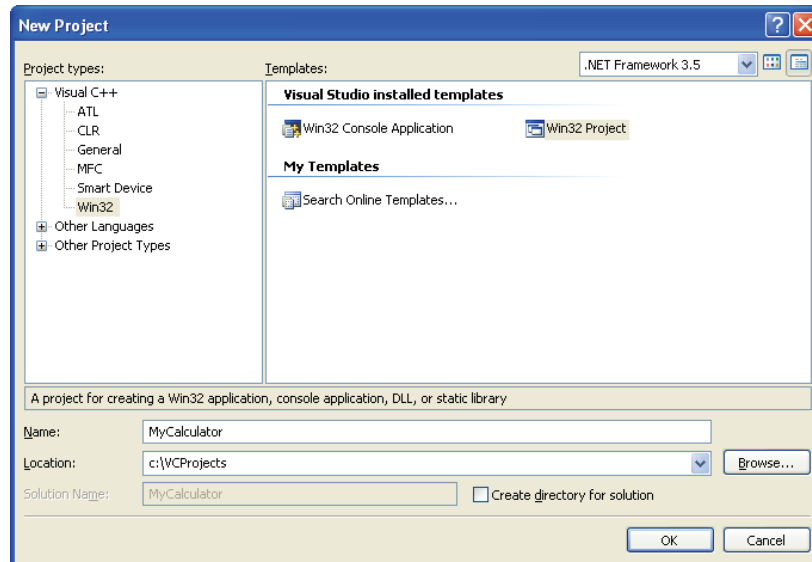 New Project
Project types:
Templates:
.NET Framework 3.5
Visual C++
ATL
CLR
General
MFC
Smart Device
Win32
Other Languages
Other Project Types
Visual Studio installed templates
Win32 Console Application
Win32 Project
My Templates
Search Online Templates...
A project for creating a Win32 application, console application, DLL, or static library
Name:
MyCalculator
Location:
c:\VCProjects
Browse...
Solution Name:
MyCalculator
Create directory for solution
OK
Cancel